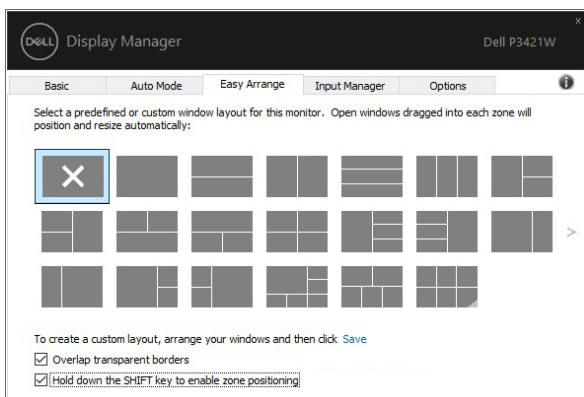 DELL Display Manager Dell P3421W x
Basic Auto Mode Easy Arrange Input Manager Options
Select a predefined or custom window layout for this monitor. Open windows dragged into each zone will
position and resize automatically:
To create a custom layout, arrange your windows and then click Save
Overlap transparent borders
Hold down the SHIFT key to enable zone positioning